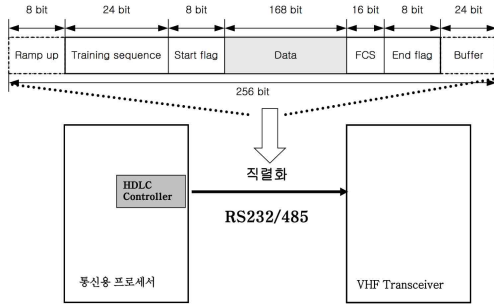 8 bit 24 bit 8 bit 168 bit 16 bit 8 bit 24 bit
Ramp up Training sequence Start flag Data FCS End flag Buffer
256 bit
직렬화
HDLC
Controller
RS232/485
통신용 프로세서
VHF Transceiver